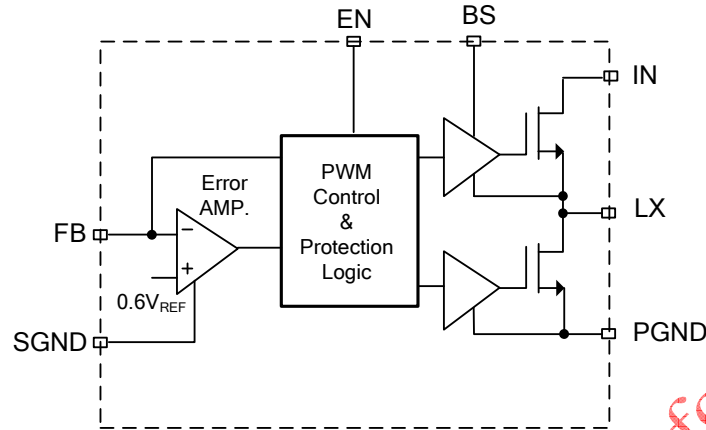 EN
BS
IN
Error
AMP.
PWM
Control
&
Protection
Logic
LX
FB
−
+
0.6VREF
SGND
PGND